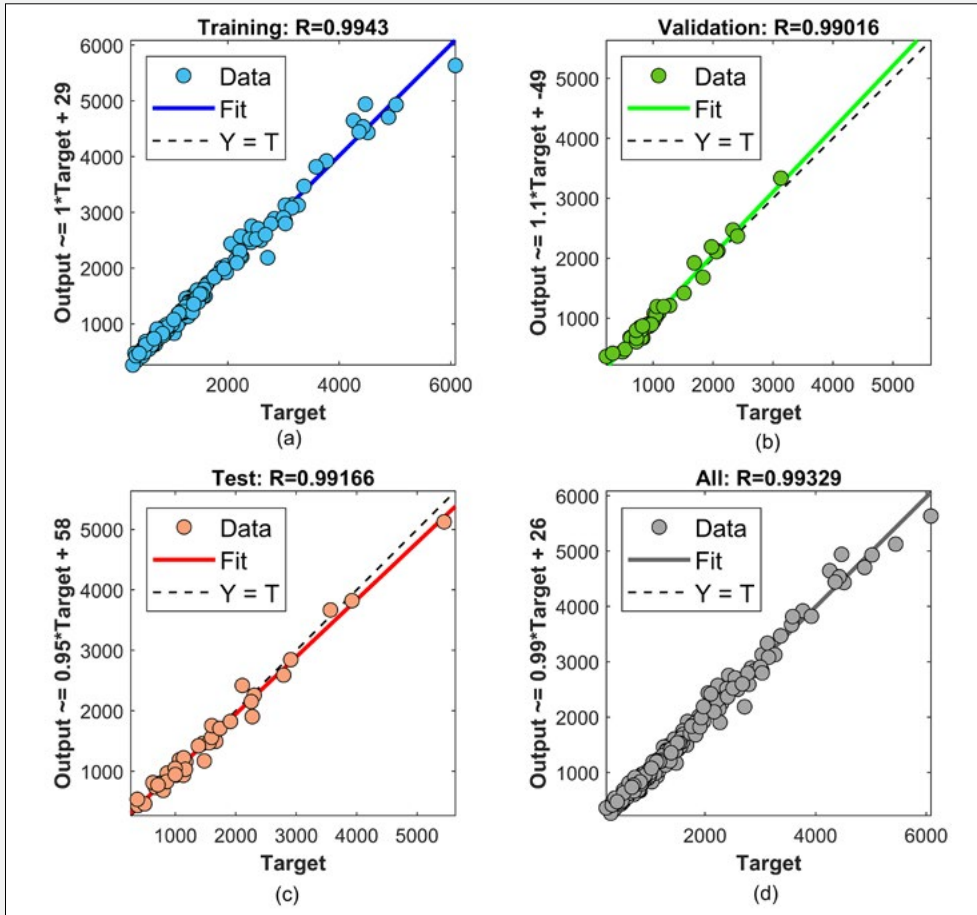 Training: R=0.9943
Output ~= 1*Target + 29
6000
5000
4000
3000
2000
1000
Data
Fit
Y = T
2000
4000
6000
Target
(a)
Validation: R=0.99016
Output ~= 1.1*Target + -49
5000
4000
3000
2000
1000
Data
Fit
Y = T
1000
2000
3000
4000
5000
Target
(b)
Test: R=0.99166
Output ~= 0.95*Target + 58
5000
4000
3000
2000
1000
Data
Fit
Y = T
1000
2000
3000
4000
5000
Target
(c)
All: R=0.99329
Output ~= 0.99*Target + 26
6000
5000
4000
3000
2000
1000
Data
Fit
Y = T
2000
4000
6000
Target
(d)